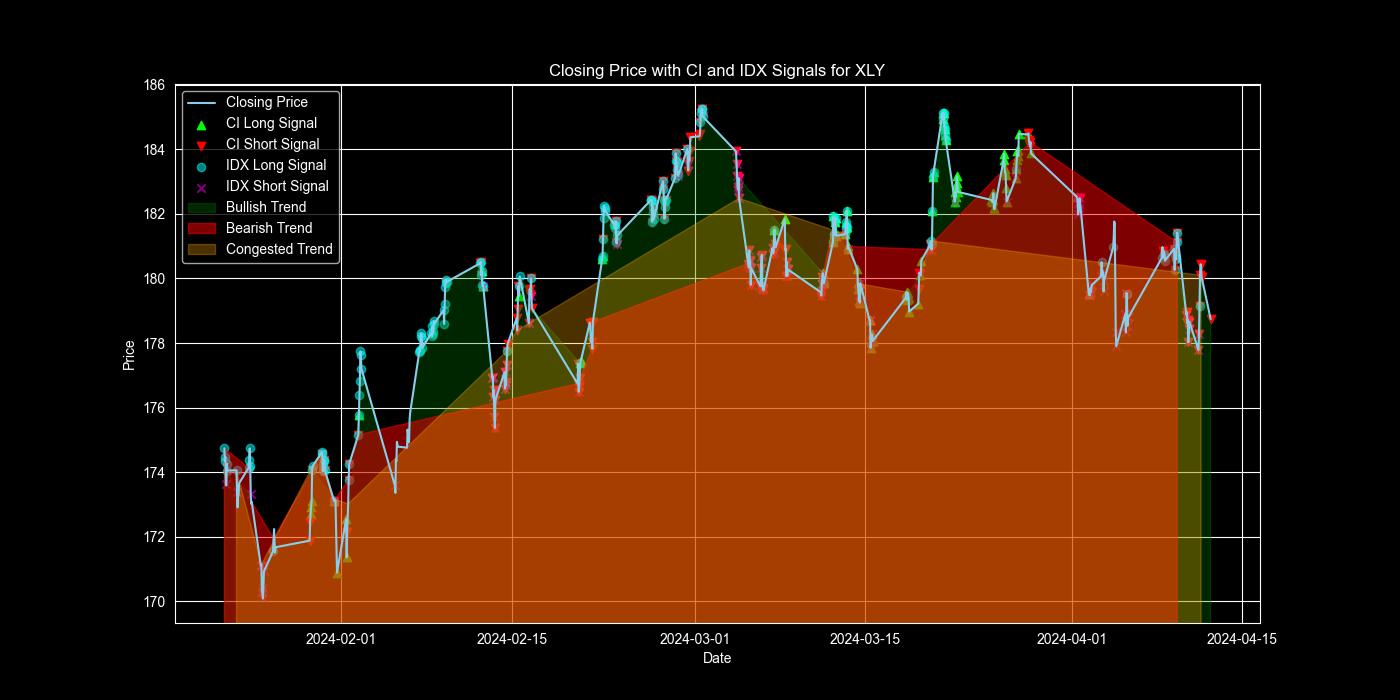 Closing Price with CI and IDX Signals for XLY
186
184
182
180
178
176
174
172
170
Price
Closing Price
CI Long Signal
CI Short Signal
IDX Long Signal
IDX Short Signal
Bullish Trend
Bearish Trend
Congested Trend
2024-02-01
2024-02-15
2024-03-01
2024-03-15
2024-04-01
2024-04-15
Date